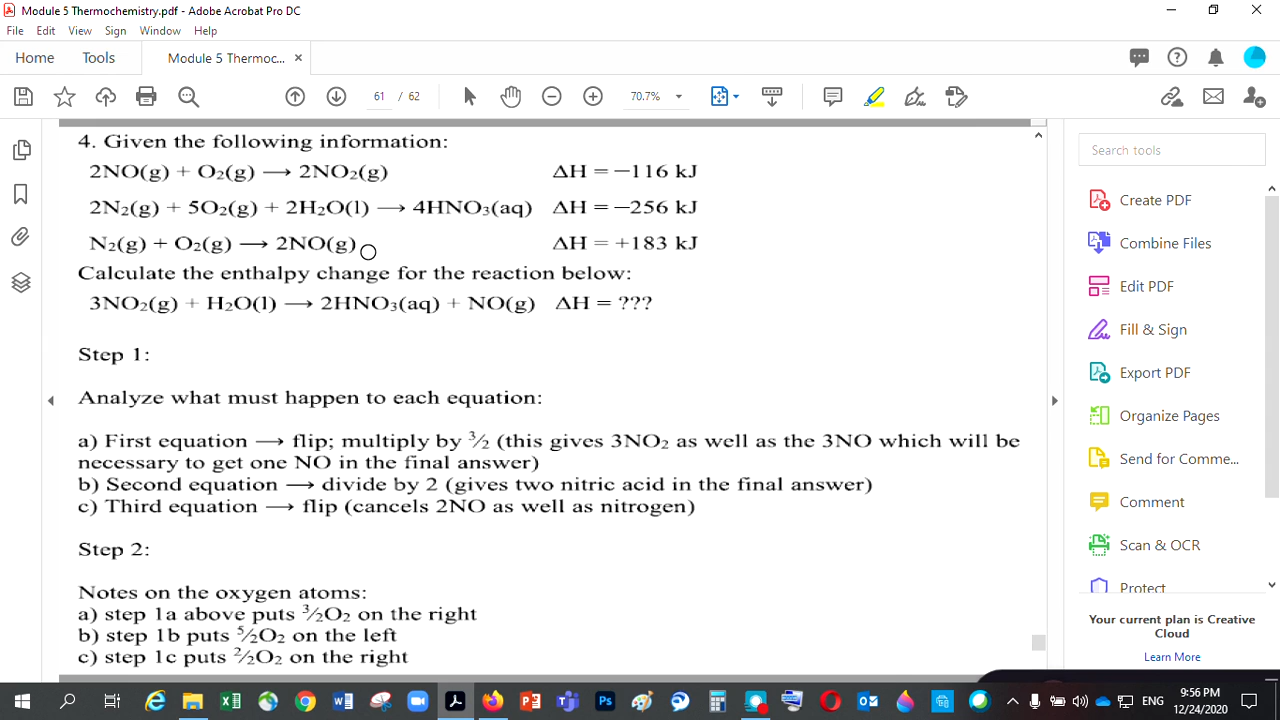 Module 5 Thermochemistry.pdf - Adobe Acrobat Pro DC
File Edit View Sign Window Help
Home Tools Module 5 Thermoc... ×
61 / 62 70.7%
4. Given the following information:
2NO(g) + O₂(g) ⟶ 2NO₂(g) ΔH = −116 kJ
2N₂(g) + 5O₂(g) + 2H₂O(l) ⟶ 4HNO₃(aq) ΔH = −256 kJ
N₂(g) + O₂(g) ⟶ 2NO(g) ΔH = +183 kJ
Calculate the enthalpy change for the reaction below:
3NO₂(g) + H₂O(l) ⟶ 2HNO₃(aq) + NO(g) ΔH = ???
Step 1:
Analyze what must happen to each equation:
a) First equation ⟶ flip; multiply by ³⁄₂ (this gives 3NO₂ as well as the 3NO which will be
necessary to get one NO in the final answer)
b) Second equation ⟶ divide by 2 (gives two nitric acid in the final answer)
c) Third equation ⟶ flip (cancels 2NO as well as nitrogen)
Step 2:
Notes on the oxygen atoms:
a) step 1a above puts ³⁄₂O₂ on the right
b) step 1b puts ⁵⁄₂O₂ on the left
c) step 1c puts ²⁄₂O₂ on the right
Search tools
Create PDF
Combine Files
Edit PDF
Fill & Sign
Export PDF
Organize Pages
Send for Comme...
Comment
Scan & OCR
Protect
Your current plan is Creative
Cloud
Learn More
ENG
9:56 PM
12/24/2020